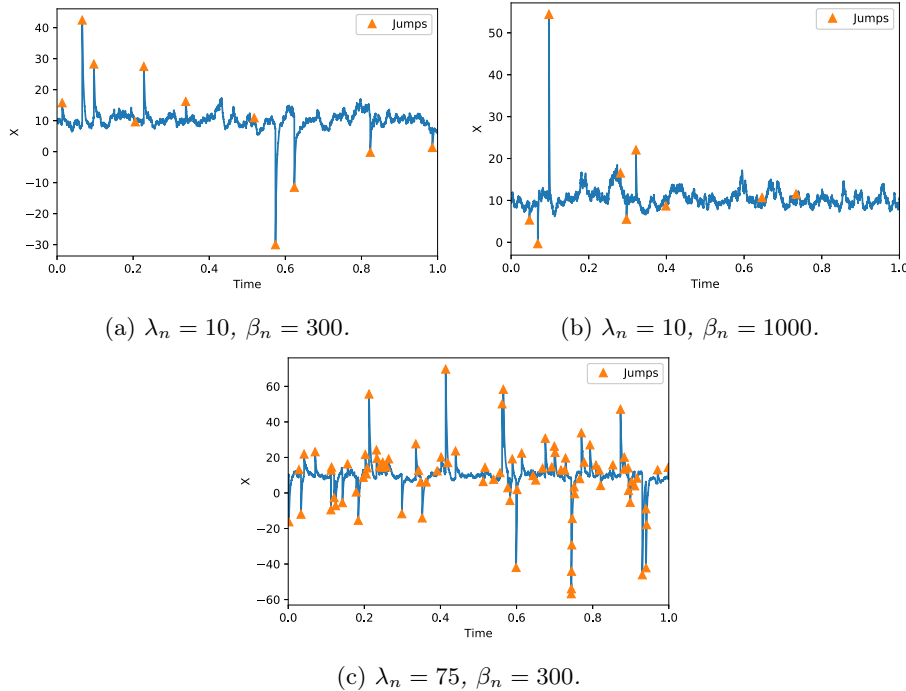 40
30
20
10
0
−10
−20
−30
X
0.0 0.2 0.4 0.6 0.8 1.0
Time
Jumps
(a) λₙ = 10, βₙ = 300.
50
40
30
20
10
0
X
0.0 0.2 0.4 0.6 0.8 1.0
Time
Jumps
(b) λₙ = 10, βₙ = 1000.
60
40
20
0
−20
−40
−60
X
0.0 0.2 0.4 0.6 0.8 1.0
Time
Jumps
(c) λₙ = 75, βₙ = 300.